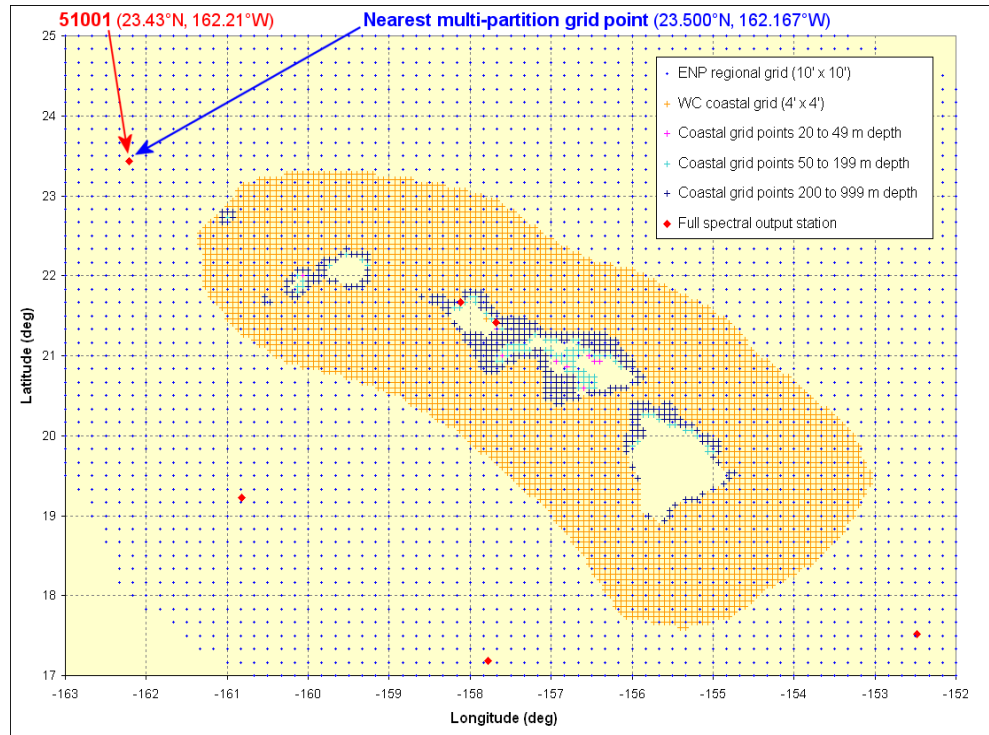 51001 (23.43°N, 162.21°W)
Nearest multi-partition grid point (23.500°N, 162.167°W)
ENP regional grid (10' x 10')
WC coastal grid (4' x 4')
Coastal grid points 20 to 49 m depth
Coastal grid points 50 to 199 m depth
Coastal grid points 200 to 999 m depth
Full spectral output station
Latitude (deg)
25
24
23
22
21
20
19
18
17
-163 -162 -161 -160 -159 -158 -157 -156 -155 -154 -153 -152
Longitude (deg)